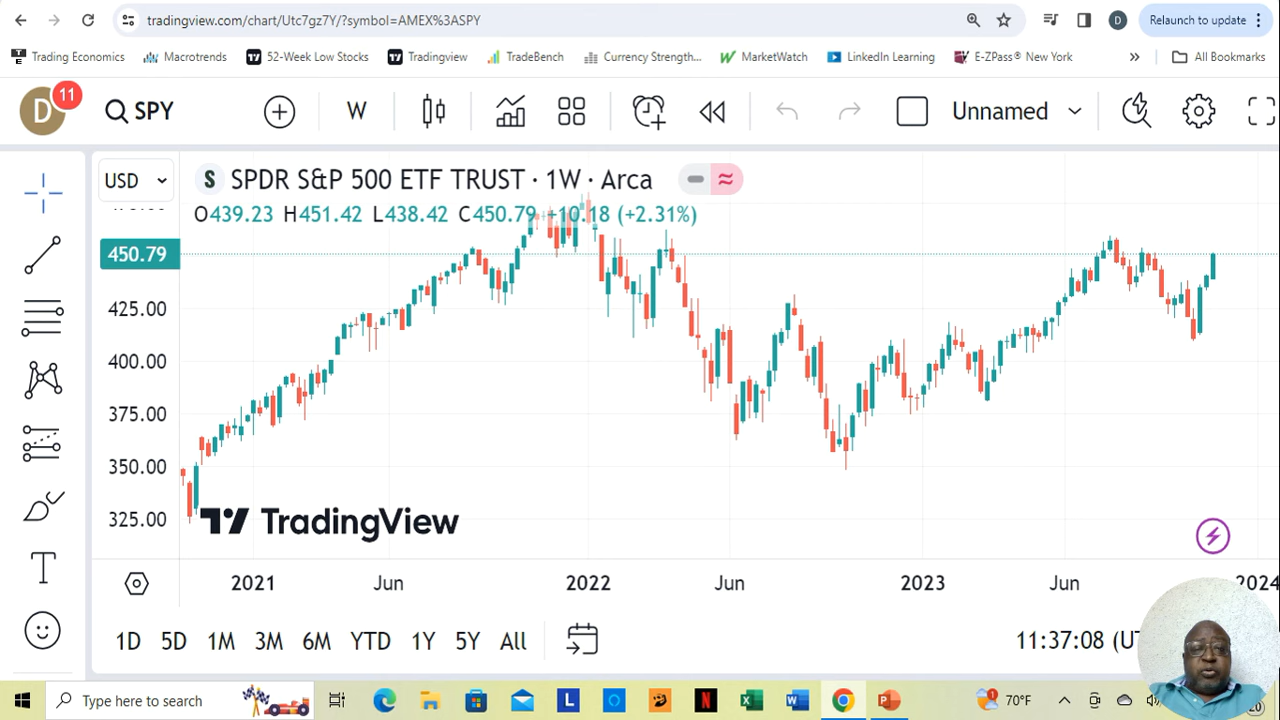 tradingview.com/chart/Utc7gz7Y/?symbol=AMEX%3ASPY
D
Relaunch to update
Trading Economics
Macrotrends
52-Week Low Stocks
Tradingview
TradeBench
Currency Strength...
MarketWatch
LinkedIn Learning
E-ZPass® New York
»
All Bookmarks
D
11
SPY
W
Unnamed
USD
S
SPDR S&P 500 ETF TRUST · 1W · Arca
O439.23 H451.42 L438.42 C450.79 +10.18 (+2.31%)
450.79
425.00
400.00
375.00
350.00
325.00
TradingView
2021
Jun
2022
Jun
2023
Jun
2024
1D
5D
1M
3M
6M
YTD
1Y
5Y
All
11:37:08 (UT
Type here to search
1
70°F
20